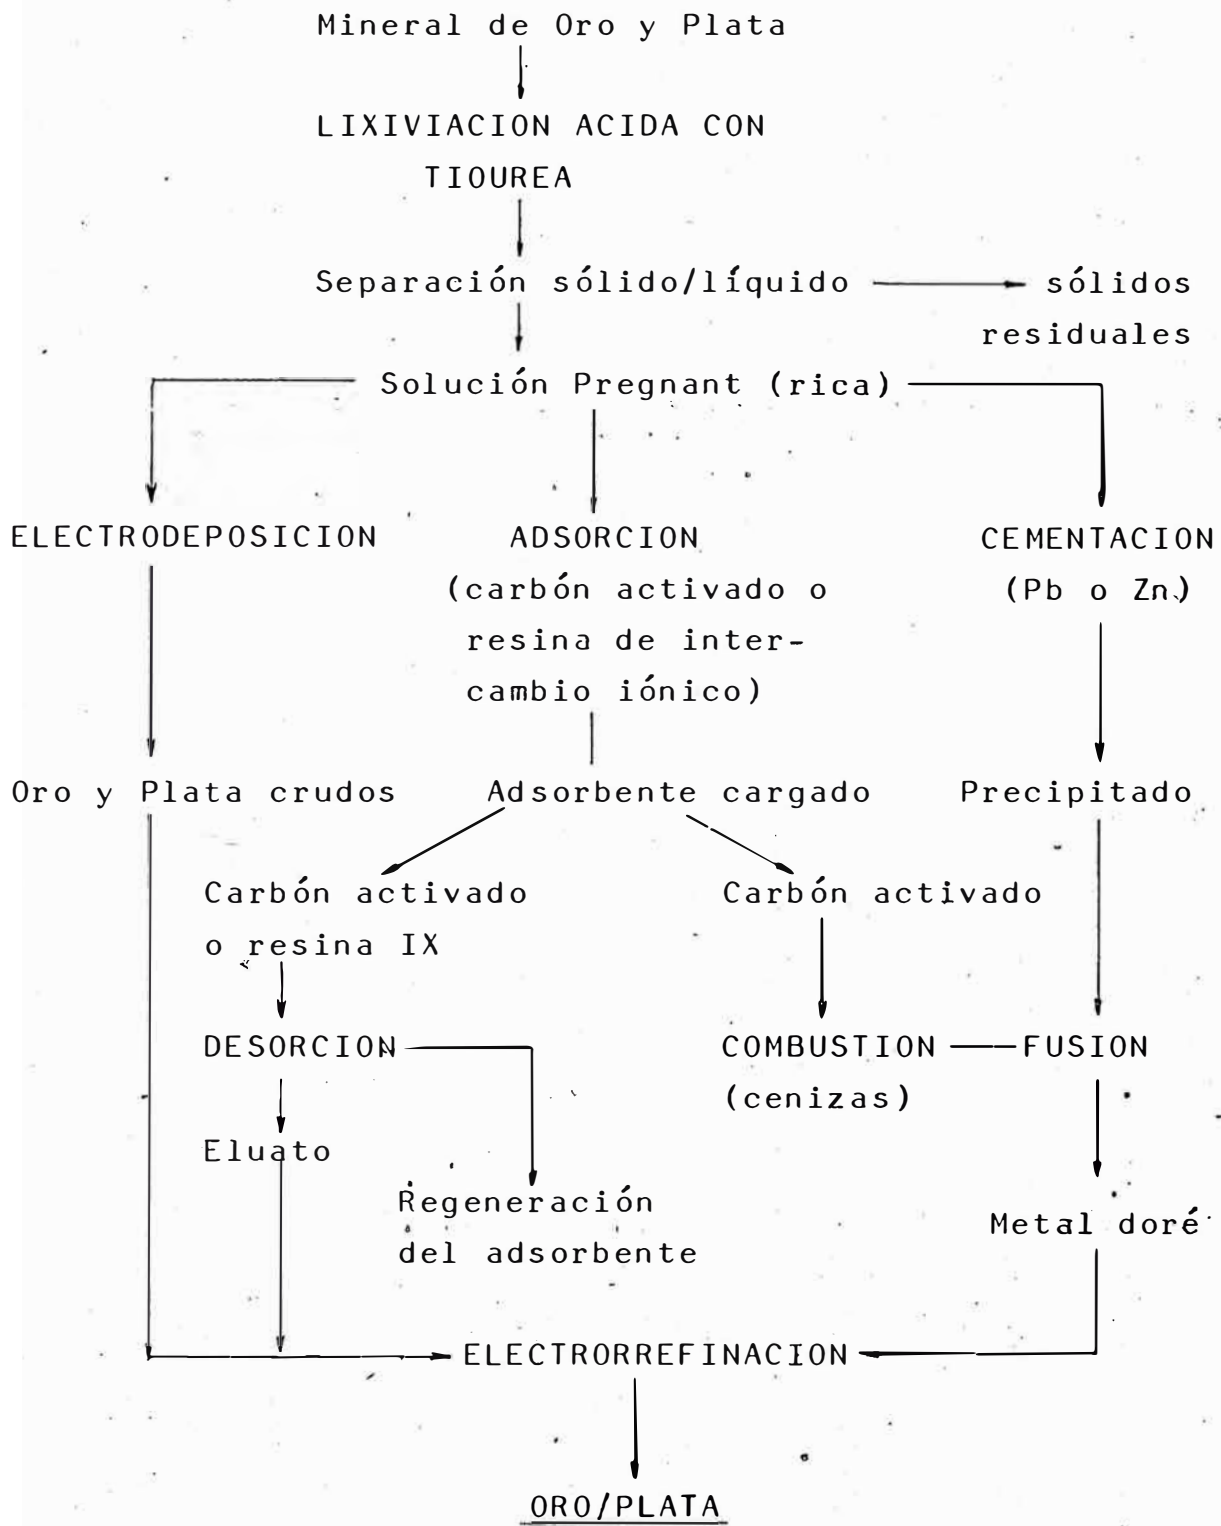 Mineral de Oro y Plata
LIXIVIACION ACIDA CON
TIOUREA
Separación sólido/líquido
sólidos
residuales
Solución Pregnant (rica)
ELECTRODEPOSICION
ADSORCION
(carbón activado o
resina de inter-
cambio iónico)
CEMENTACION
(Pb o Zn)
Oro y Plata crudos
Adsorbente cargado
Precipitado
Carbón activado
o resina IX
Carbón activado
DESORCION
COMBUSTION
(cenizas)
FUSION
Eluato
Regeneración
del adsorbente
Metal doré
ELECTRORREFINACION
ORO/PLATA